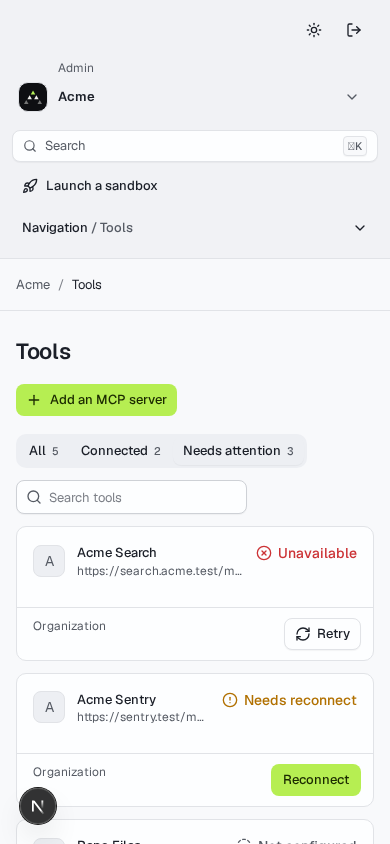 Admin
Acme
Search
K
Launch a sandbox
Navigation / Tools
Acme / Tools
Tools
Add an MCP server
All 5 Connected 2 Needs attention 3
Search tools
A
Acme Search
Unavailable
https://search.acme.test/m…
Organization
Retry
A
Acme Sentry
Needs reconnect
https://sentry.test/m…
Organization
Reconnect
N
Not configured